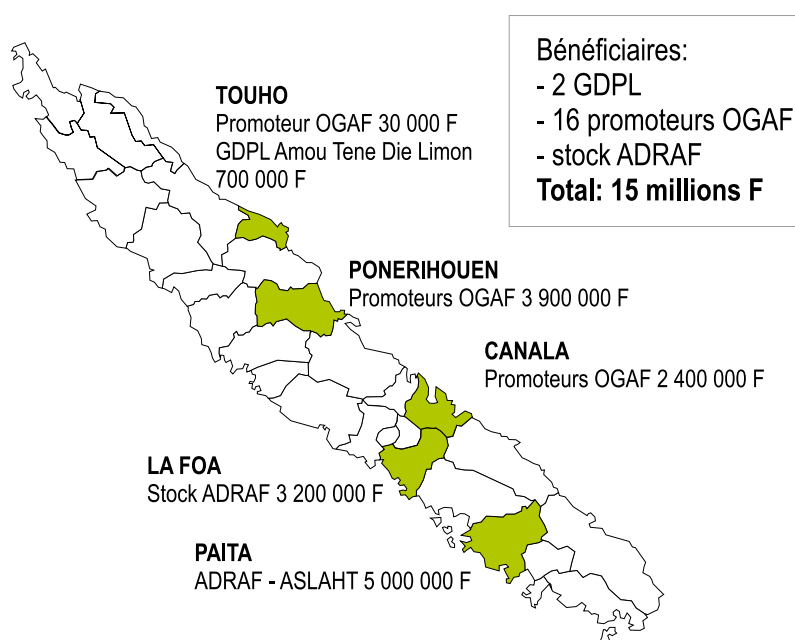 Bénéficiaires:
- 2 GDPL
- 16 promoteurs OGAF
- stock ADRAF
Total: 15 millions F
TOUHO
Promoteur OGAF 30 000 F
GDPL Amou Tene Die Limon
700 000 F
PONERIHOUEN
Promoteurs OGAF 3 900 000 F
CANALA
Promoteurs OGAF 2 400 000 F
LA FOA
Stock ADRAF 3 200 000 F
PAITA
ADRAF - ASLAHT 5 000 000 F